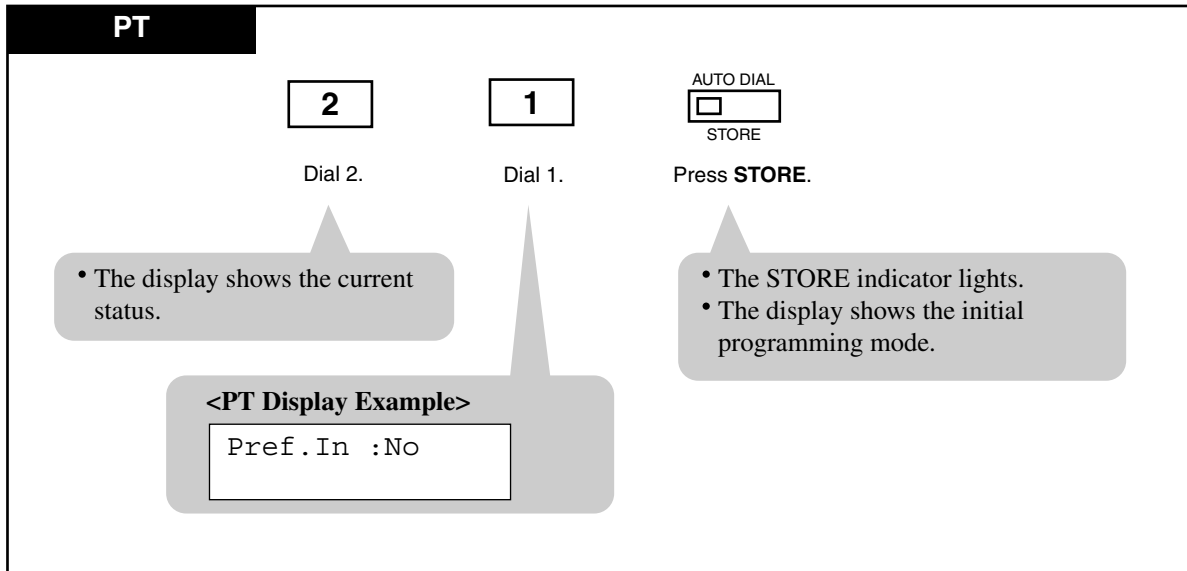 PT
2
1
AUTO DIAL
STORE
Dial 2.
Dial 1.
Press STORE.
• The display shows the current
status.
• The STORE indicator lights.
• The display shows the initial
programming mode.
<PT Display Example>
Pref.In :No